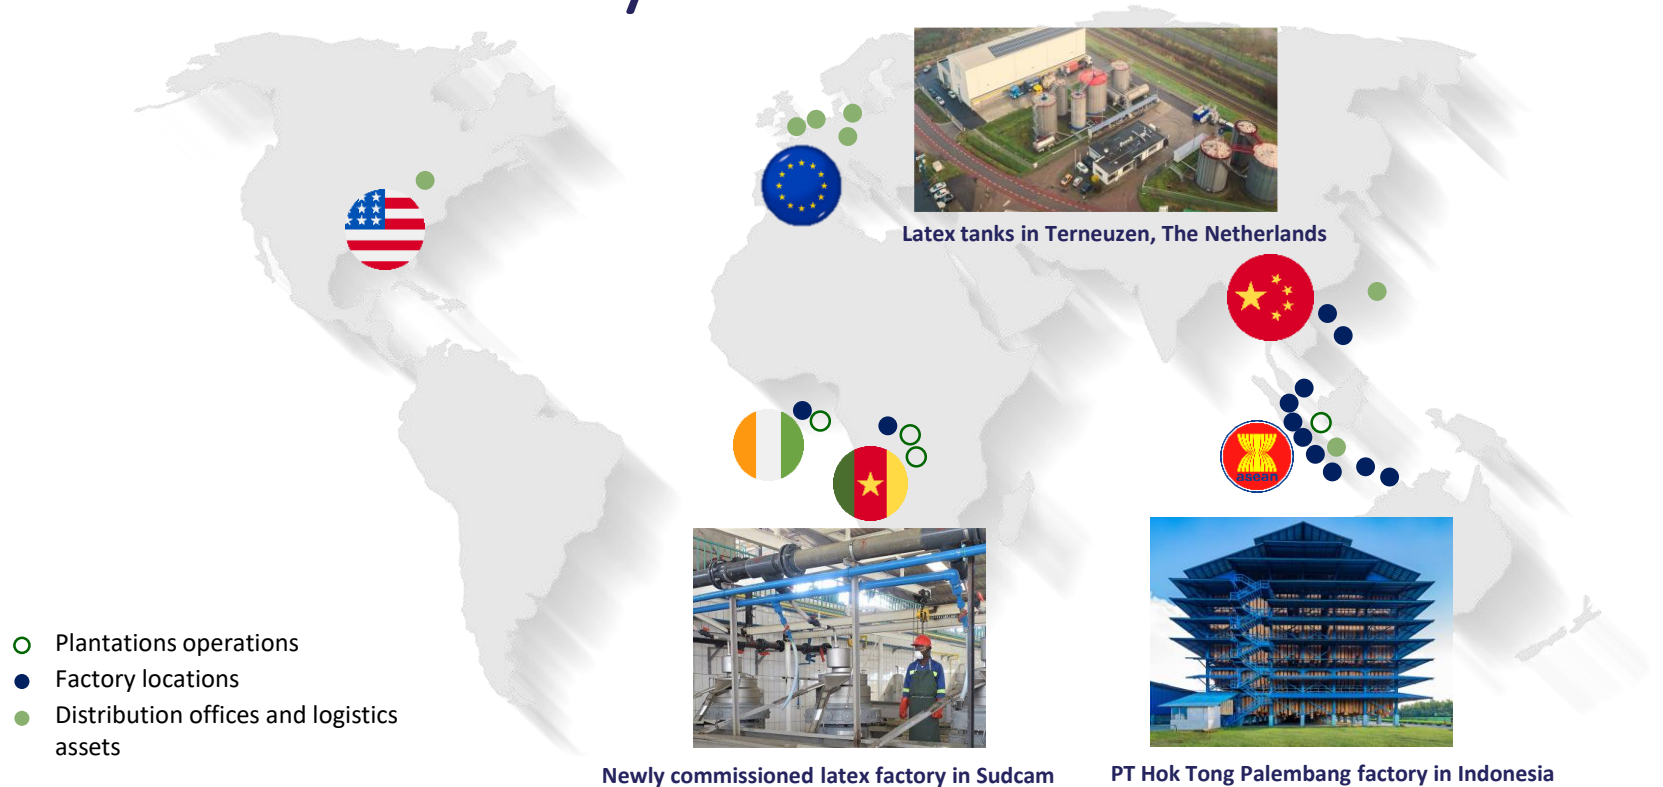 Latex tanks in Terneuzen, The Netherlands
asean
Plantations operations
Factory locations
Distribution offices and logistics
assets
Newly commissioned latex factory in Sudcam
PT Hok Tong Palembang factory in Indonesia